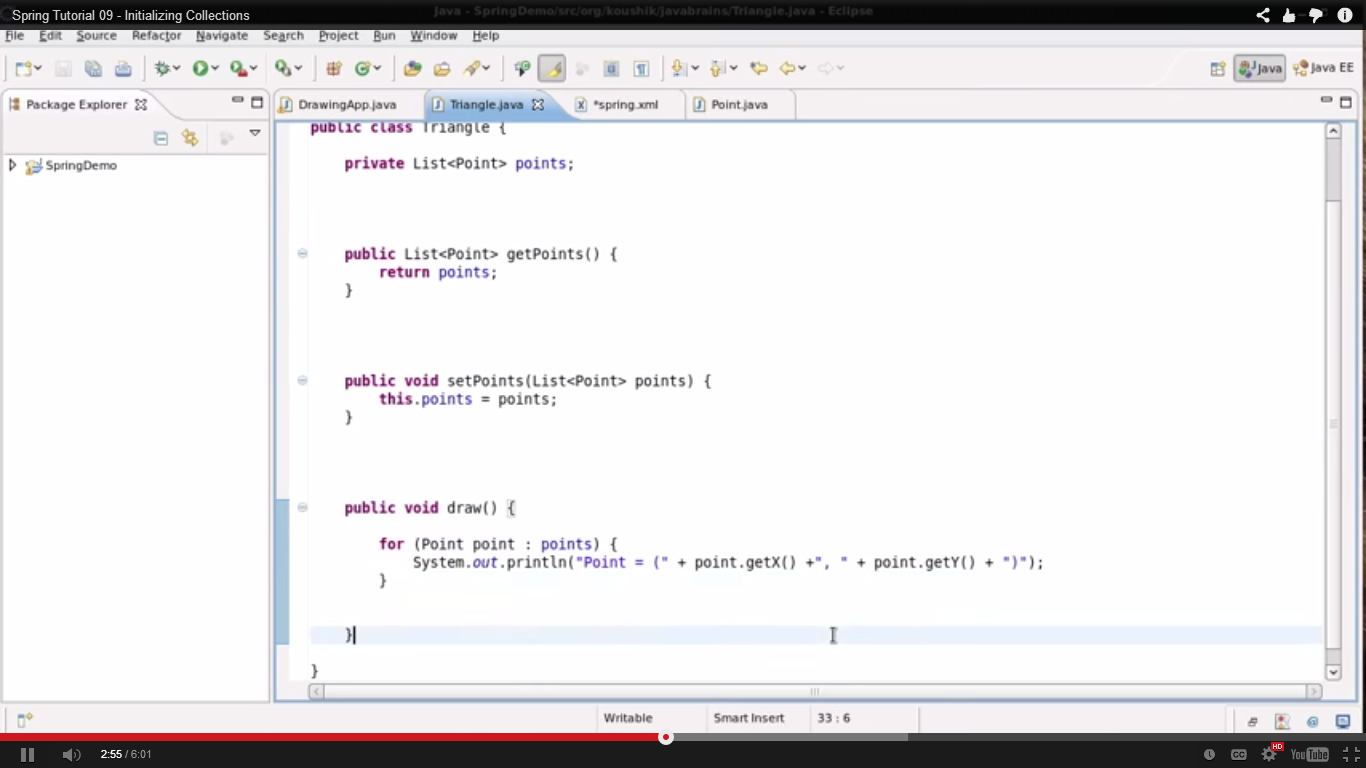 Java - SpringDemo/src/org/koushik/javabrains/Triangle.java - Eclipse
Spring Tutorial 09 - Initializing Collections
File Edit Source Refactor Navigate Search Project Run Window Help
Java Java EE
Package Explorer
DrawingApp.java Triangle.java *spring.xml Point.java
SpringDemo
public class Triangle {
private List<Point> points;
public List<Point> getPoints() {
return points;
}
public void setPoints(List<Point> points) {
this.points = points;
}
public void draw() {
for (Point point : points) {
System.out.println("Point = (" + point.getX() +", " + point.getY() + ")");
}
}
}
Writable Smart Insert 33 : 6
2:55 / 6:01 CC HD YouTube